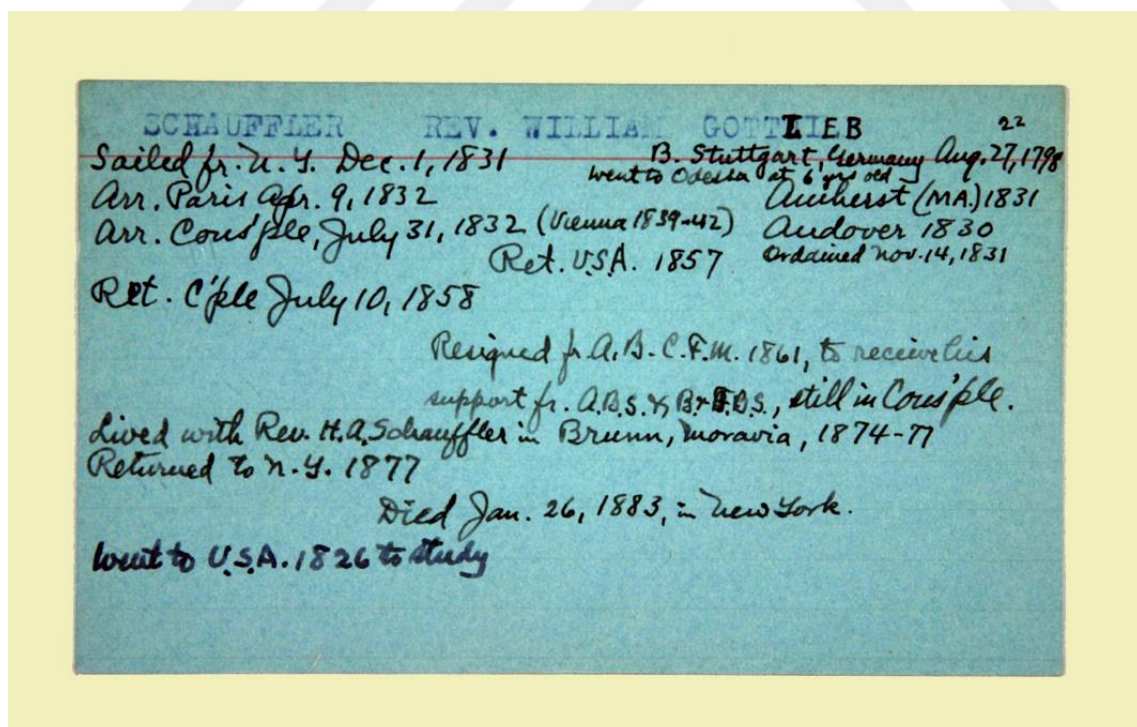 SCHAUFFLER REV. WILLIAM GOTTLIEB 22
Sailed fr. N.Y. Dec. 1, 1831 B. Stuttgart, Germany Aug. 27, 1798
went to Odessa at 6 yrs old
Arr. Paris Apr. 9, 1832 Amherst (MA.) 1831
Arr. Cons'ple, July 31, 1832 (Vienna 1839-42) Andover 1830
Ret. U.S.A. 1857 Ordained Nov. 14, 1831
Ret. C'ple July 10, 1858
Resigned fr. A.B.C.F.M. 1861, to receive his
support fr. A.B.S. & Br. F.B.S., still in Cons'ple.
Lived with Rev. H.A. Schauffler in Brunn, Moravia, 1874-77
Returned to N.Y. 1877
Died Jan. 26, 1883, in New York.
Went to U.S.A. 1826 to study